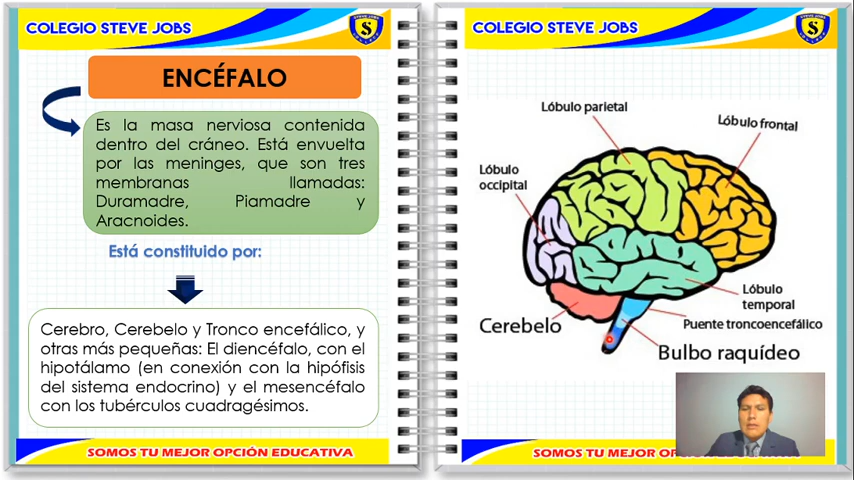 COLEGIO STEVE JOBS
STEVE JOBS
S
ENCÉFALO
Es la masa nerviosa contenida
dentro del cráneo. Está envuelta
por las meninges, que son tres
membranas llamadas:
Duramadre, Piamadre y
Aracnoides.
Está constituido por:
Cerebro, Cerebelo y Tronco encefálico, y
otras más pequeñas: El diencéfalo, con el
hipotálamo (en conexión con la hipófisis
del sistema endocrino) y el mesencéfalo
con los tubérculos cuadragésimos.
SOMOS TU MEJOR OPCIÓN EDUCATIVA
COLEGIO STEVE JOBS
STEVE JOBS
S
Lóbulo parietal
Lóbulo frontal
Lóbulo
occipital
Lóbulo
temporal
Puente troncoencefálico
Cerebelo
Bulbo raquídeo
SOMOS TU MEJOR OP